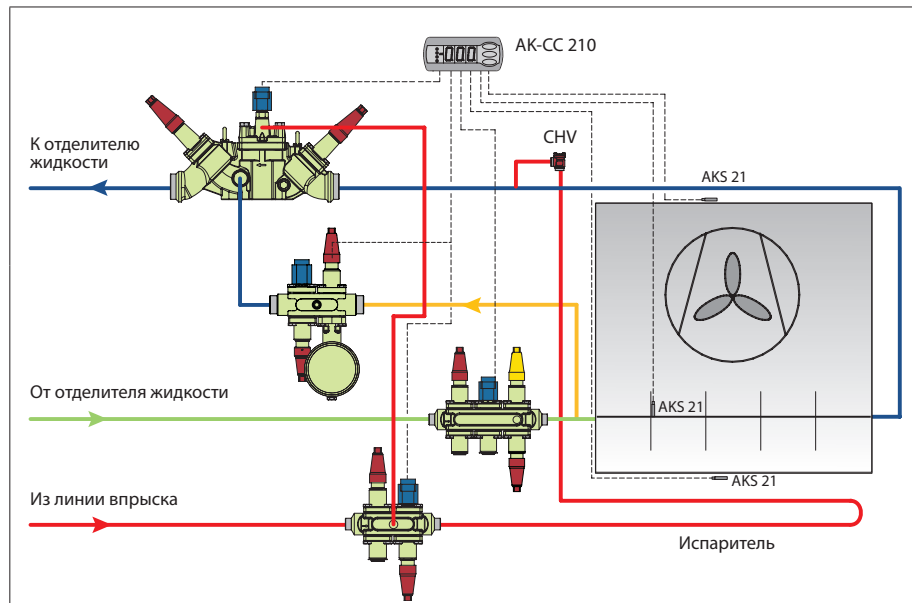 AK-CC 210
К отделителю
жидкости
CHV
AKS 21
От отделителя жидкости
AKS 21
AKS 21
Из линии впрыска
Испаритель